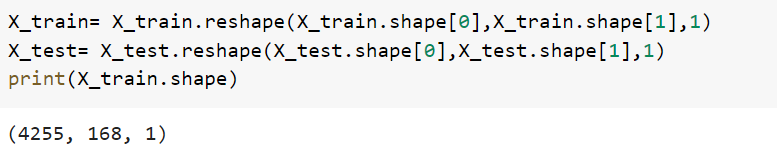 X_train= X_train.reshape(X_train.shape[0],X_train.shape[1],1)
X_test= X_test.reshape(X_test.shape[0],X_test.shape[1],1)
print(X_train.shape)
(4255, 168, 1)